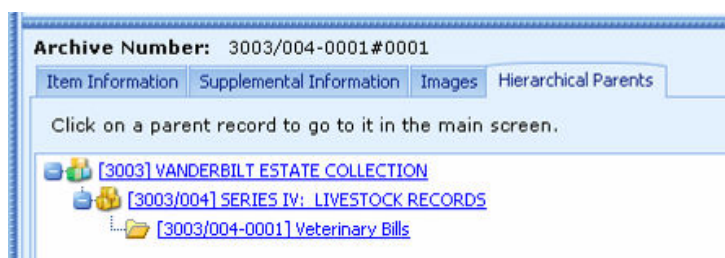 Archive Number: 3003/004-0001#0001
Item Information Supplemental Information Images Hierarchical Parents
Click on a parent record to go to it in the main screen.
[3003] VANDERBILT ESTATE COLLECTION
[3003/004] SERIES IV: LIVESTOCK RECORDS
[3003/004-0001] Veterinary Bills